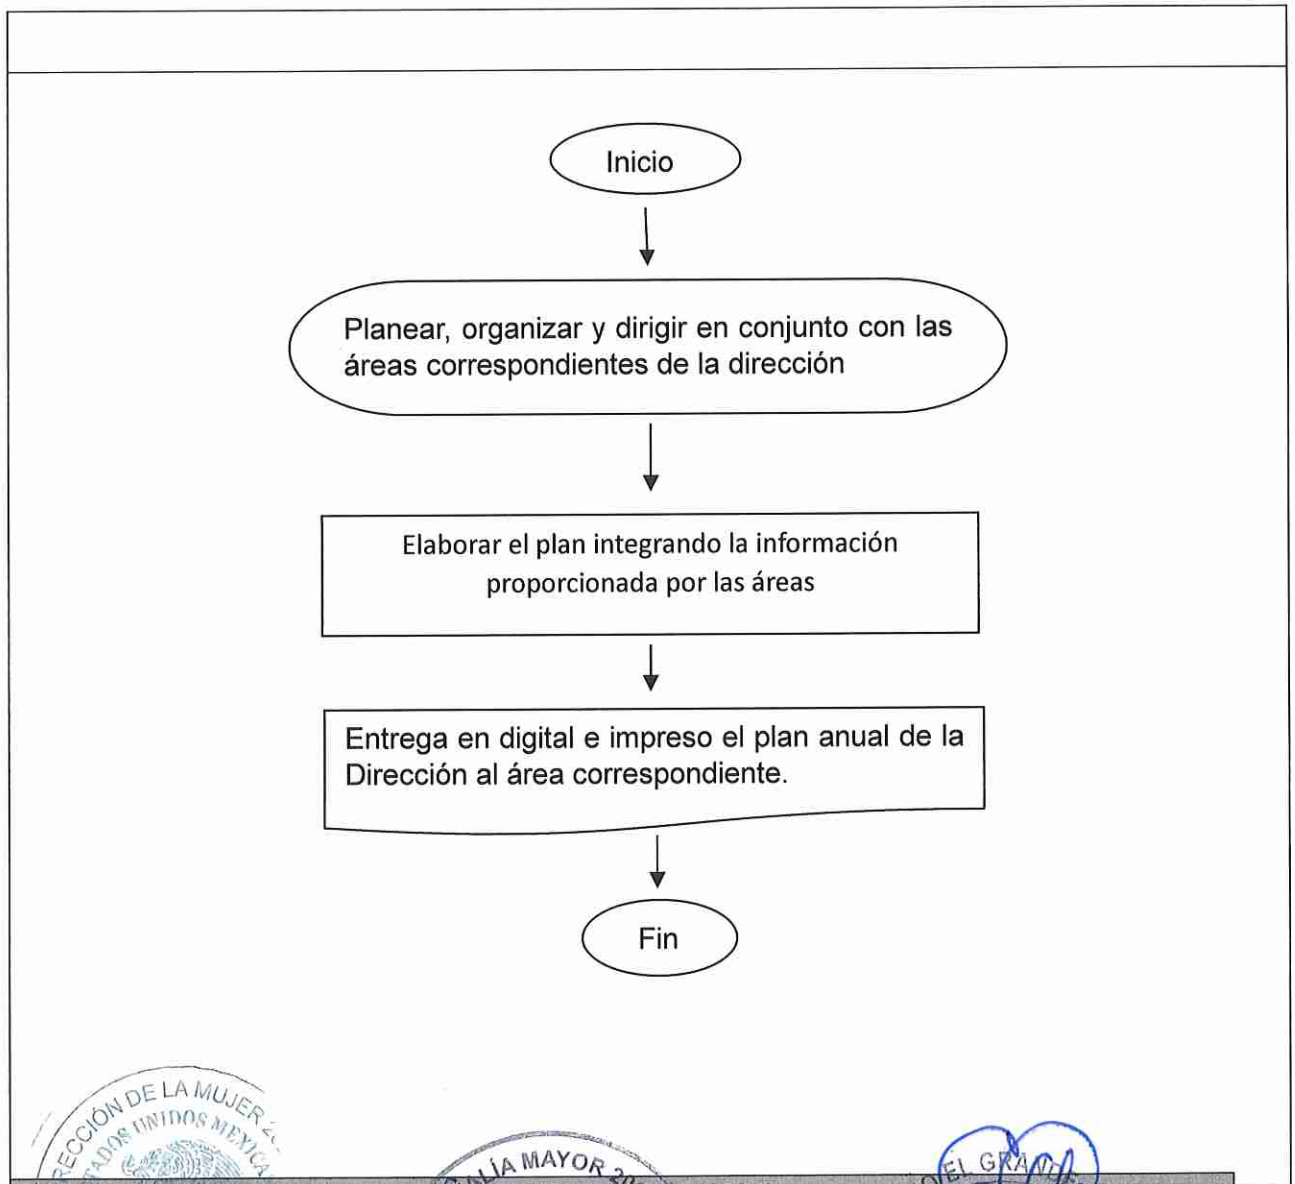 Inicio
Planear, organizar y dirigir en conjunto con las
áreas correspondientes de la dirección
Elaborar el plan integrando la información
proporcionada por las áreas
Entrega en digital e impreso el plan anual de la
Dirección al área correspondiente.
Fin
DE LA MUJER
UNIDOS
MAYOR
EL GRANDE